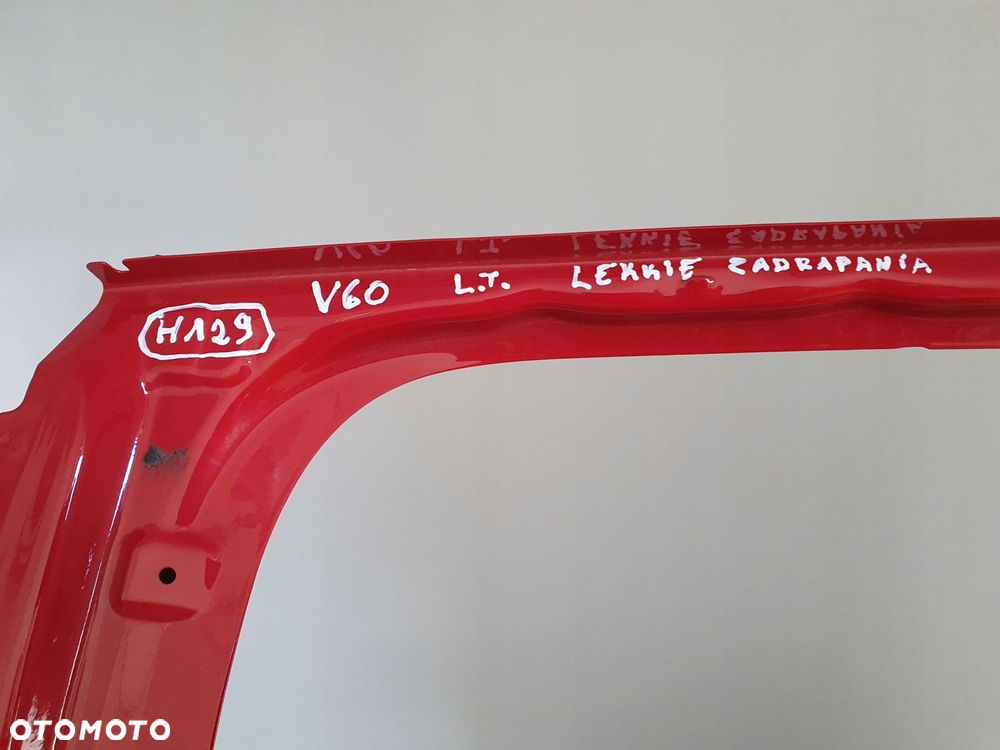 V60 L.T. LEKKIE ZADRAPANIA
H129
OTOMOTO